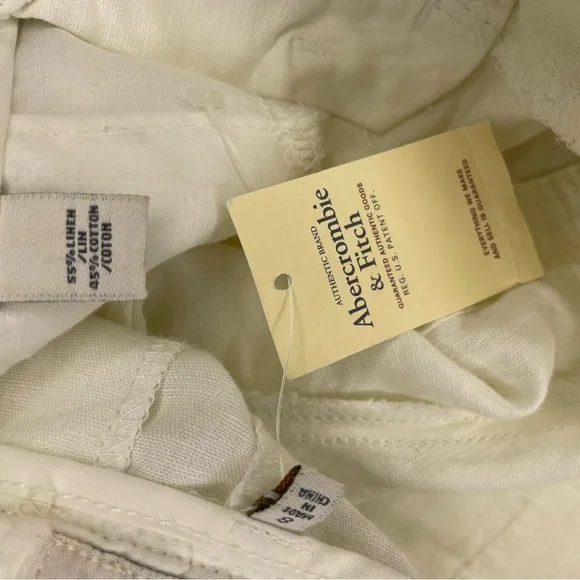 55% LINEN
/LIN
45% COTTON
/COTON
AUTHENTIC BRAND
Abercrombie
& Fitch
GUARANTEED AUTHENTIC GOODS
REG. U.S. PATENT OFF.
EVERYTHING WE MAKE
AND SELL IS GUARANTEED
8
MADE
IN
CHINA